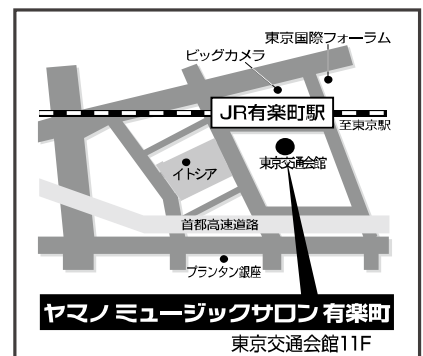 東京国際フォーラム
ビッグカメラ
JR有楽町駅
至東京駅
東京交通会館
イトシア
首都高速道路
プランタン銀座
ヤマノ ミュージックサロン 有楽町
東京交通会館11F